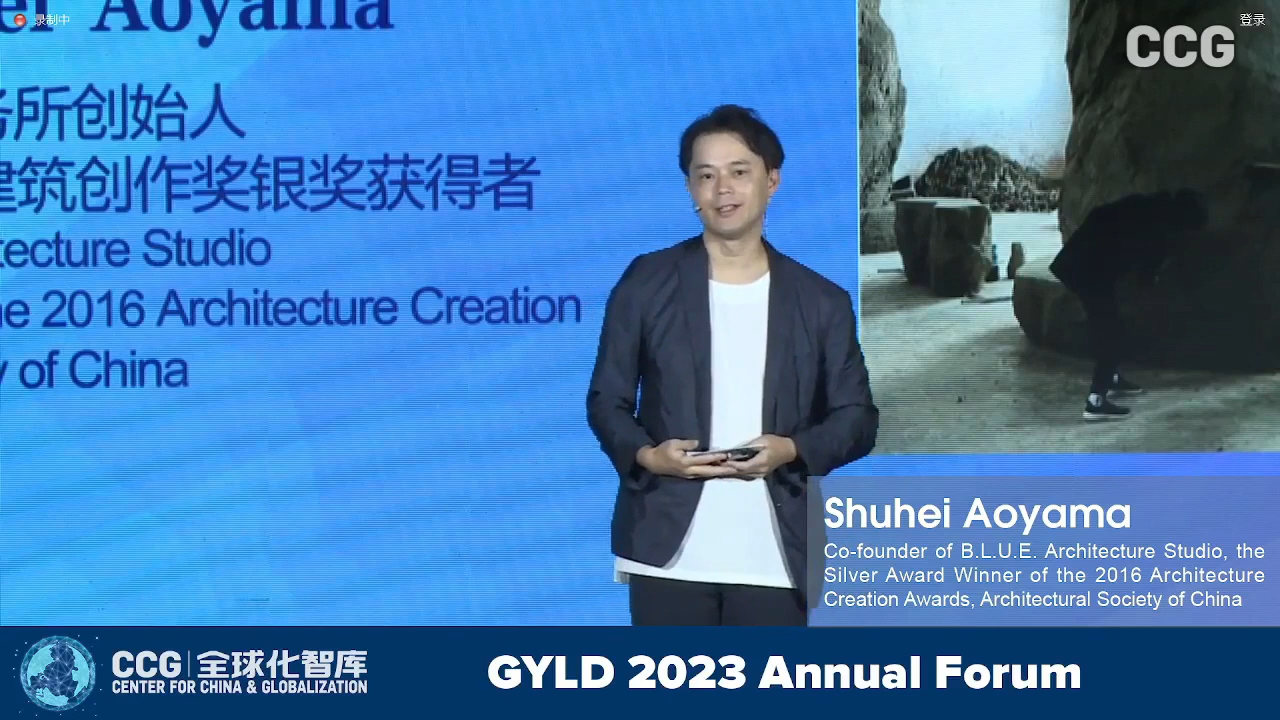 录制中
登录
CCG
Aoyama
所创始人
建筑创作奖银奖获得者
tecture Studio
2016 Architecture Creation
of China
Shuhei Aoyama
Co-founder of B.L.U.E. Architecture Studio, the
Silver Award Winner of the 2016 Architecture
Creation Awards, Architectural Society of China
CCG 全球化智库
CENTER FOR CHINA & GLOBALIZATION
GYLD 2023 Annual Forum